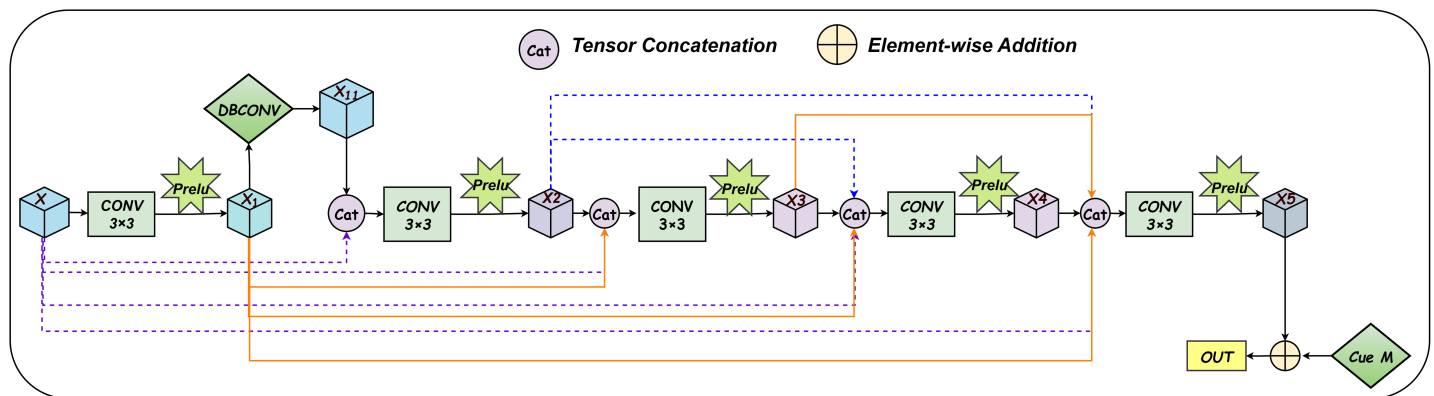 Cat Tensor Concatenation Element-wise Addition
DBCONV X11
X CONV 3×3 Prelu X1 Cat CONV 3×3 Prelu X2 Cat CONV 3×3 Prelu X3 Cat CONV 3×3 Prelu X4 Cat CONV 3×3 Prelu X5
OUT Cue M